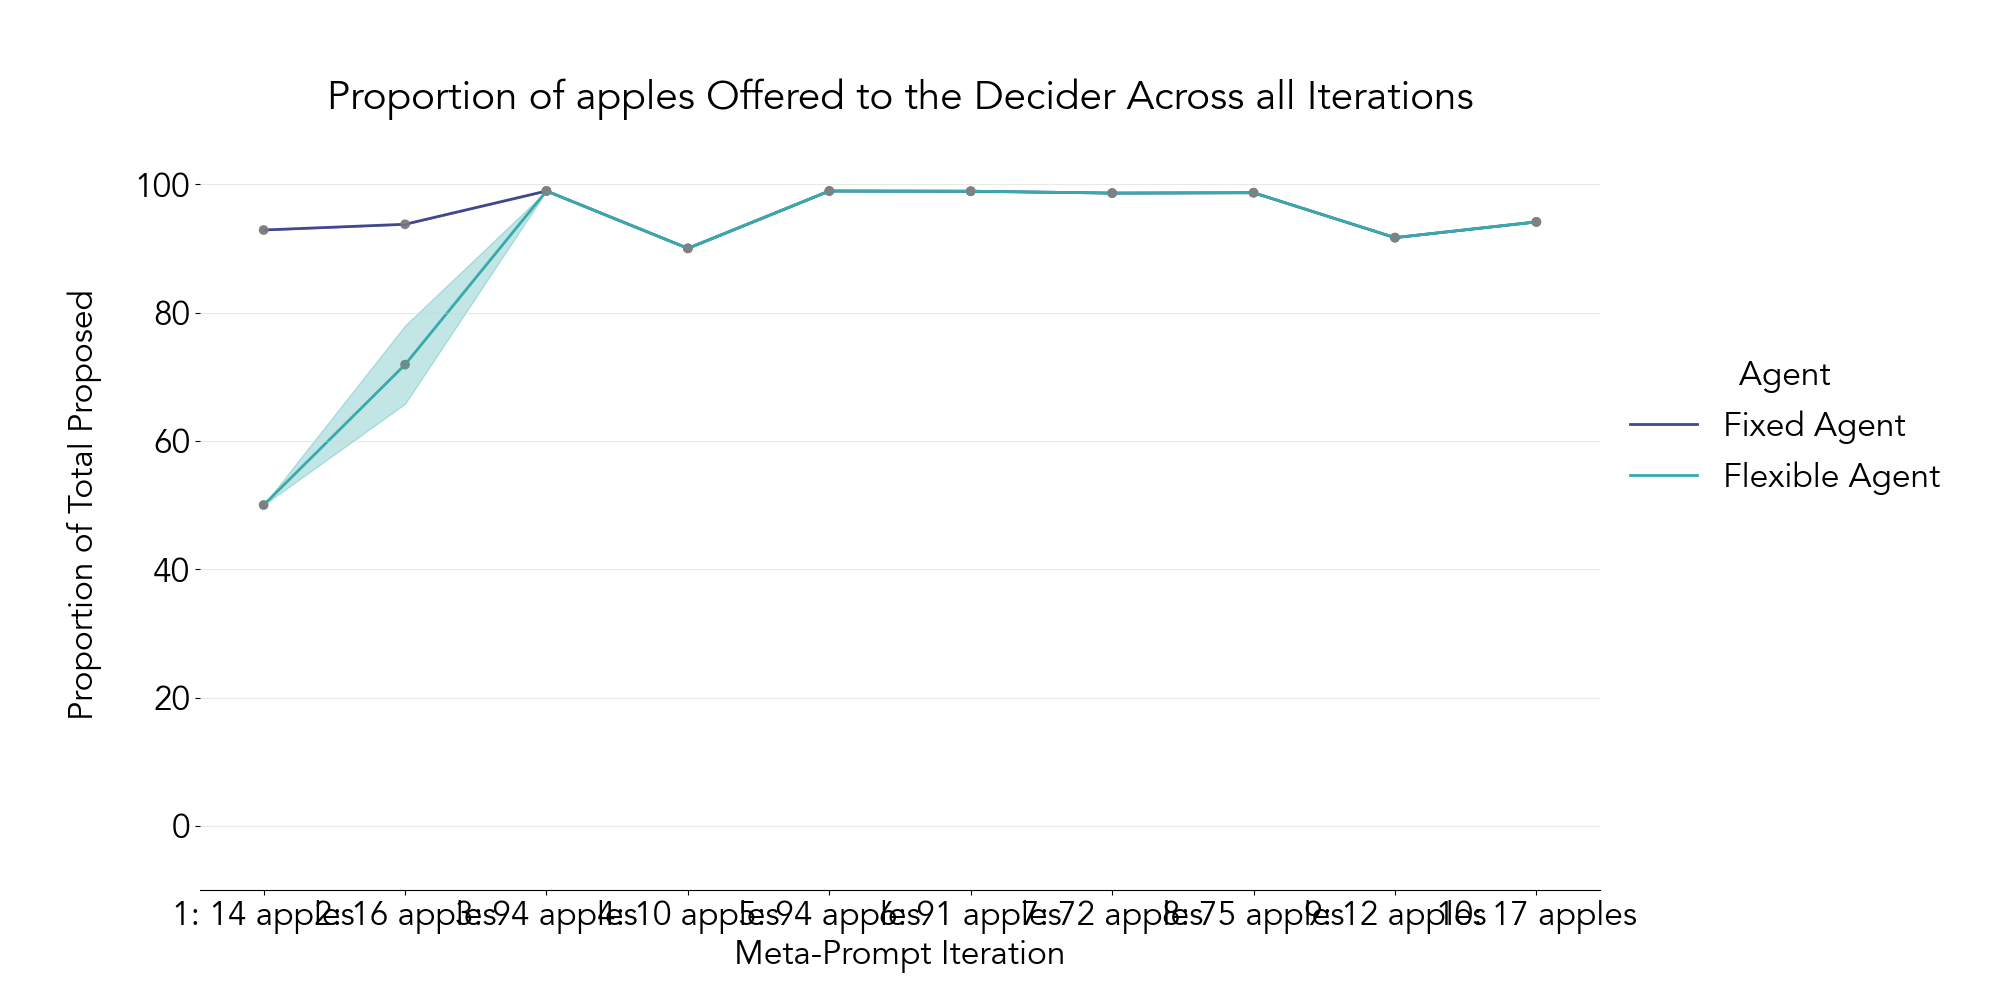 Proportion of apples Offered to the Decider Across all Iterations
Proportion of Total Proposed
100
80
60
40
20
0
1: 14 apples
2: 16 apples
3: 94 apples
4: 10 apples
5: 94 apples
6: 91 apples
7: 72 apples
8: 75 apples
9: 12 apples
10: 17 apples
Meta-Prompt Iteration
Agent
Fixed Agent
Flexible Agent